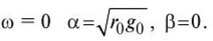 ω = 0 α=√r₀g₀, β=0.